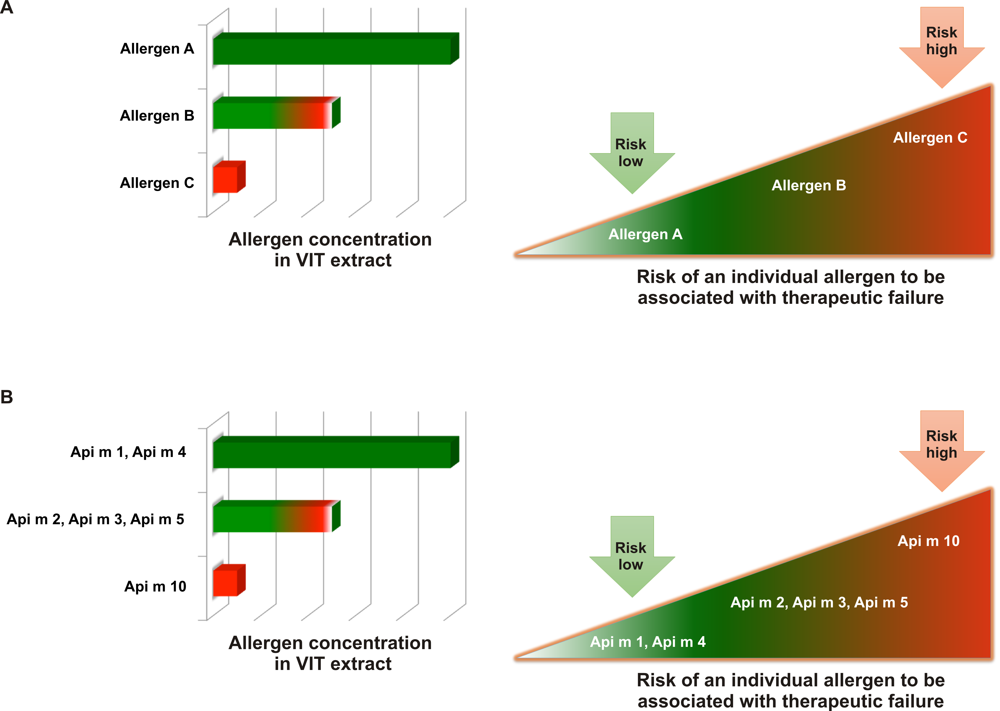 A
Allergen A
Allergen B
Allergen C
Allergen concentration
in VIT extract
Risk
high
Risk
low
Allergen C
Allergen B
Allergen A
Risk of an individual allergen to be
associated with therapeutic failure
B
Api m 1, Api m 4
Api m 2, Api m 3, Api m 5
Api m 10
Allergen concentration
in VIT extract
Risk
high
Risk
low
Api m 10
Api m 2, Api m 3, Api m 5
Api m 1, Api m 4
Risk of an individual allergen to be
associated with therapeutic failure